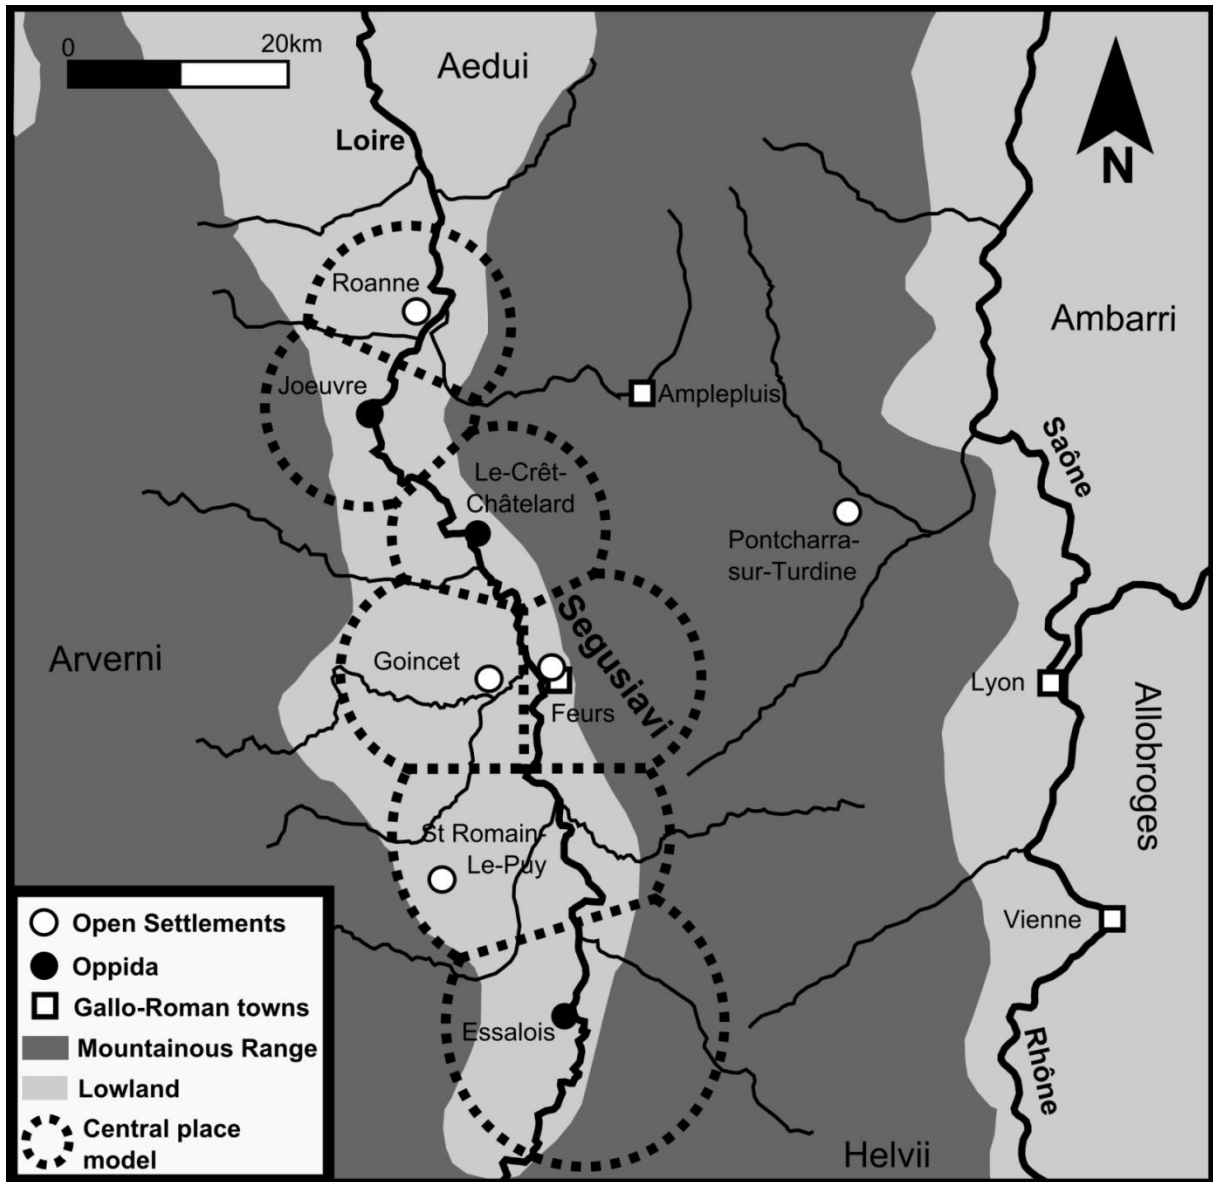 0 20km
Aedui
Loire
N
Roanne
Ambarri
Joeuvre
Amplepluis
Saône
Le-Crêt-
Châtelard
Pontcharra-
sur-Turdine
Segusiavi
Arverni
Goincet
Feurs
Lyon
Allobroges
St Romain-
Le-Puy
Vienne
Essalois
Rhône
Helvii
Open Settlements
Oppida
Gallo-Roman towns
Mountainous Range
Lowland
Central place
model